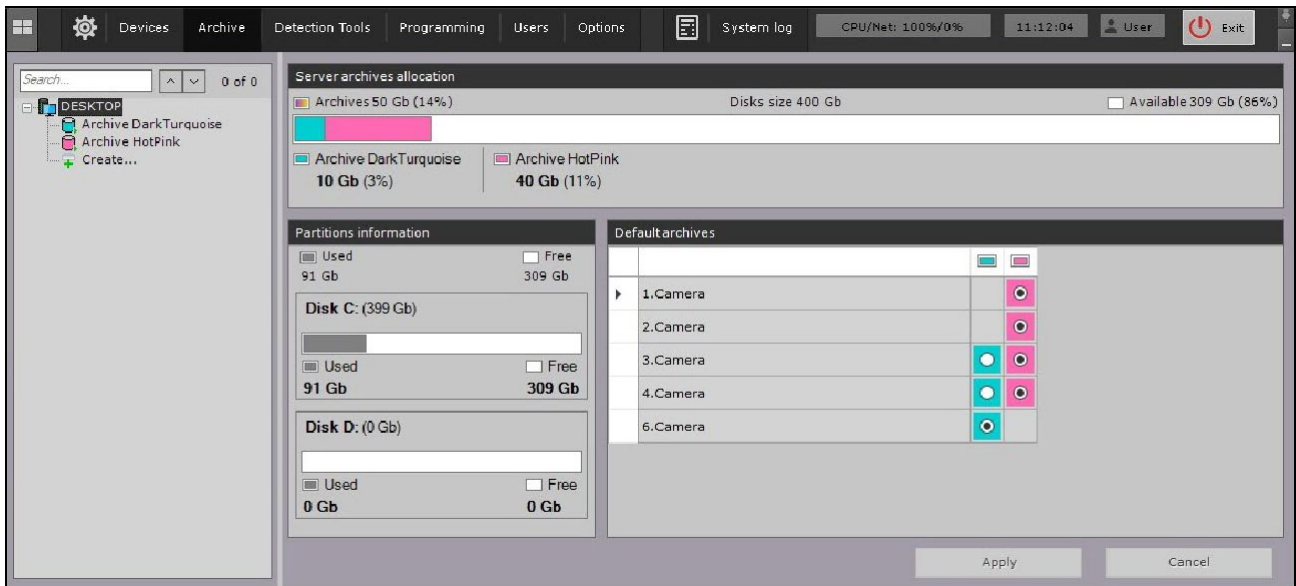 Devices Archive Detection Tools Programming Users Options System log CPU/Net: 100%/0% 11:12:04 User Exit
Search... 0 of 0
DESKTOP
Archive DarkTurquoise
Archive HotPink
Create...
Server archives allocation
Archives 50 Gb (14%) Disks size 400 Gb Available 309 Gb (86%)
Archive DarkTurquoise Archive HotPink
10 Gb (3%) 40 Gb (11%)
Partitions information
Used Free
91 Gb 309 Gb
Disk C: (399 Gb)
Used Free
91 Gb 309 Gb
Disk D: (0 Gb)
Used Free
0 Gb 0 Gb
Default archives
1.Camera
2.Camera
3.Camera
4.Camera
6.Camera
Apply Cancel